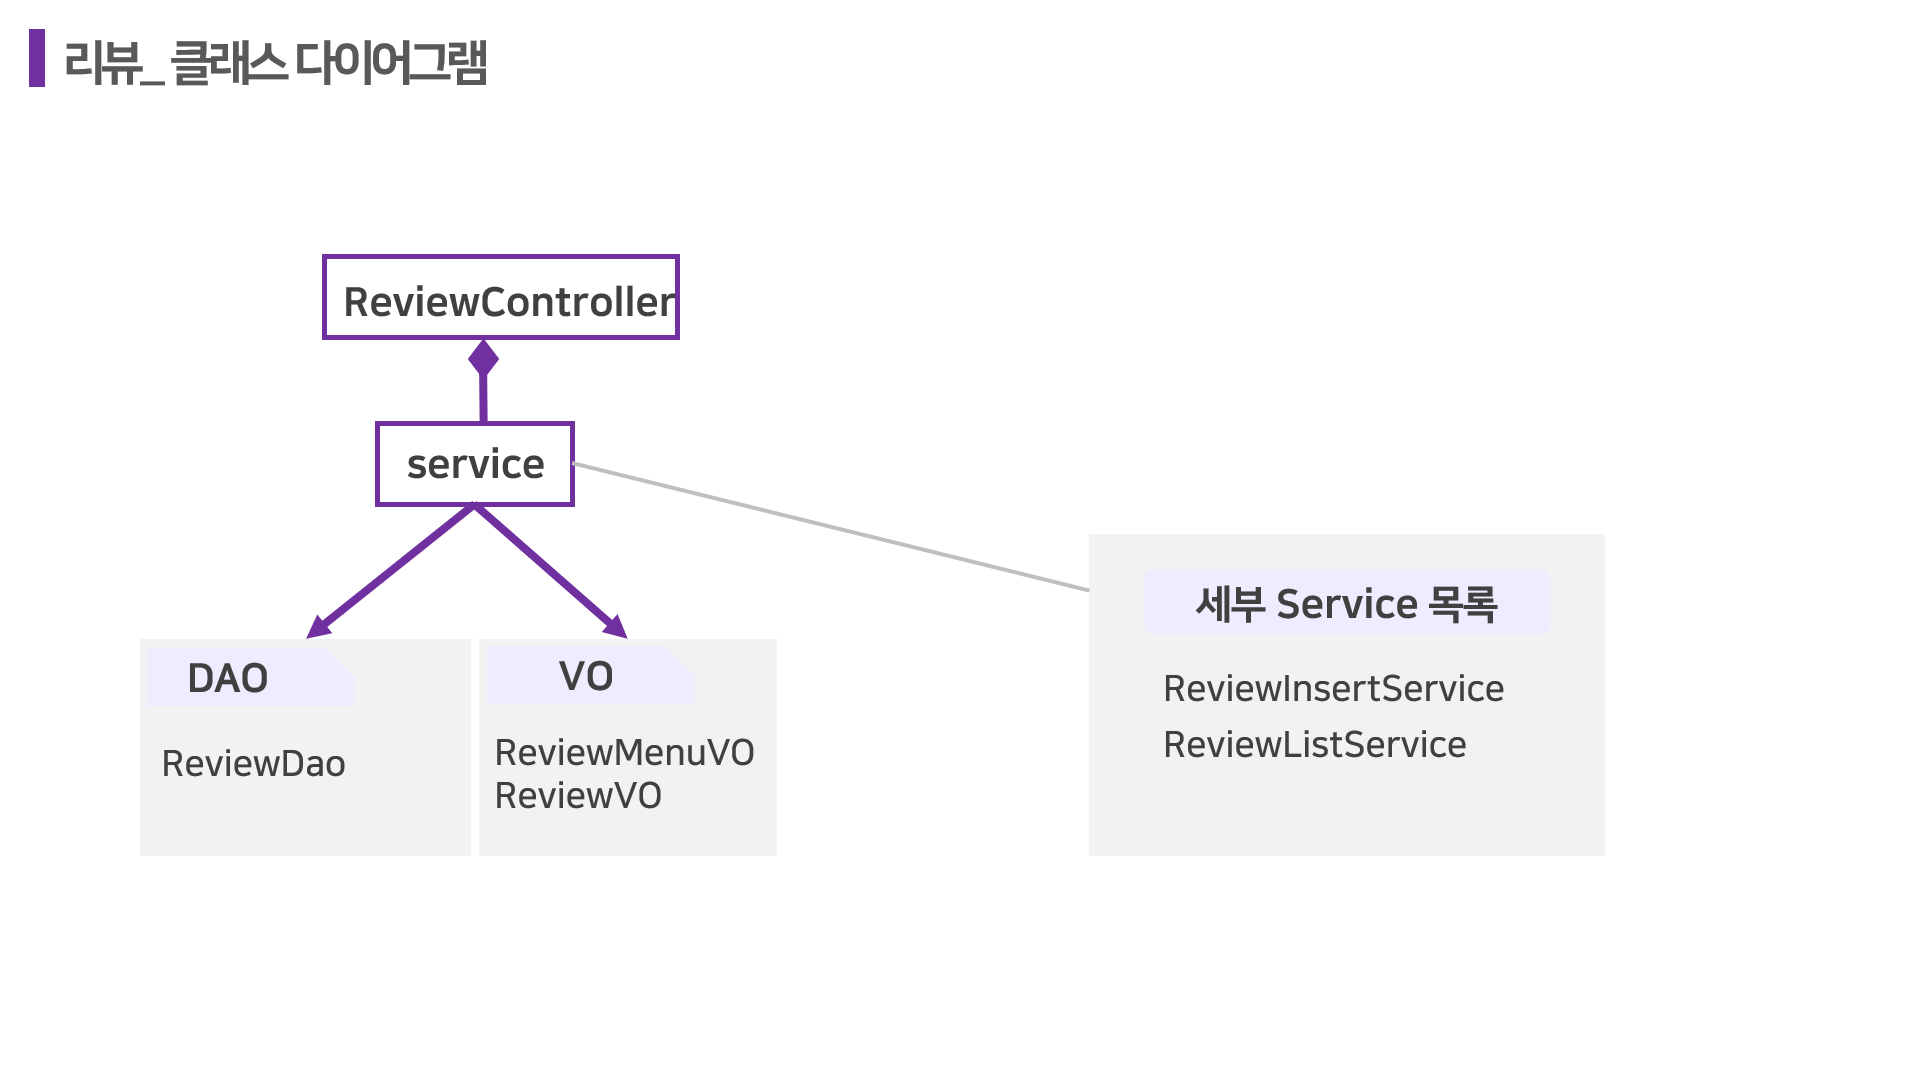 리뷰_ 클래스 다이어그램
ReviewController
service
DAO
ReviewDao
VO
ReviewMenuVO
ReviewVO
세부 Service 목록
ReviewInsertService
ReviewListService